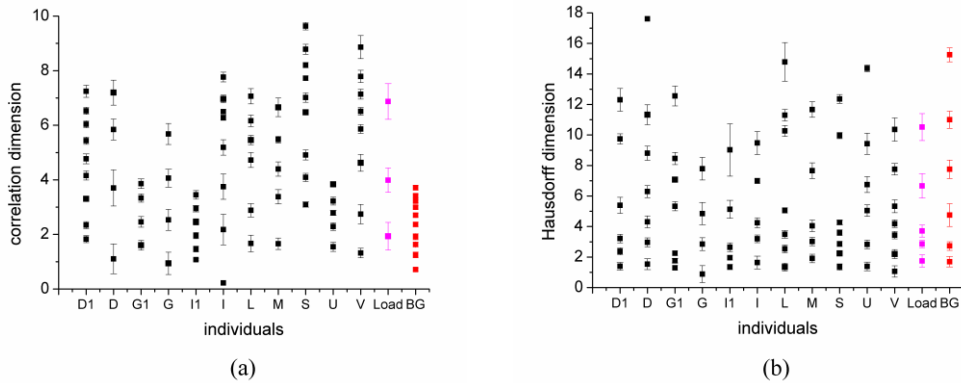 (a)
10
8
6
4
2
0
correlation dimension
D1 D G1 G I1 I L M S U V Load BG
individuals
(a)
(b)
18
16
14
12
10
8
6
4
2
0
Hausdorff dimension
D1 D G1 G I1 I L M S U V Load BG
individuals
(b)